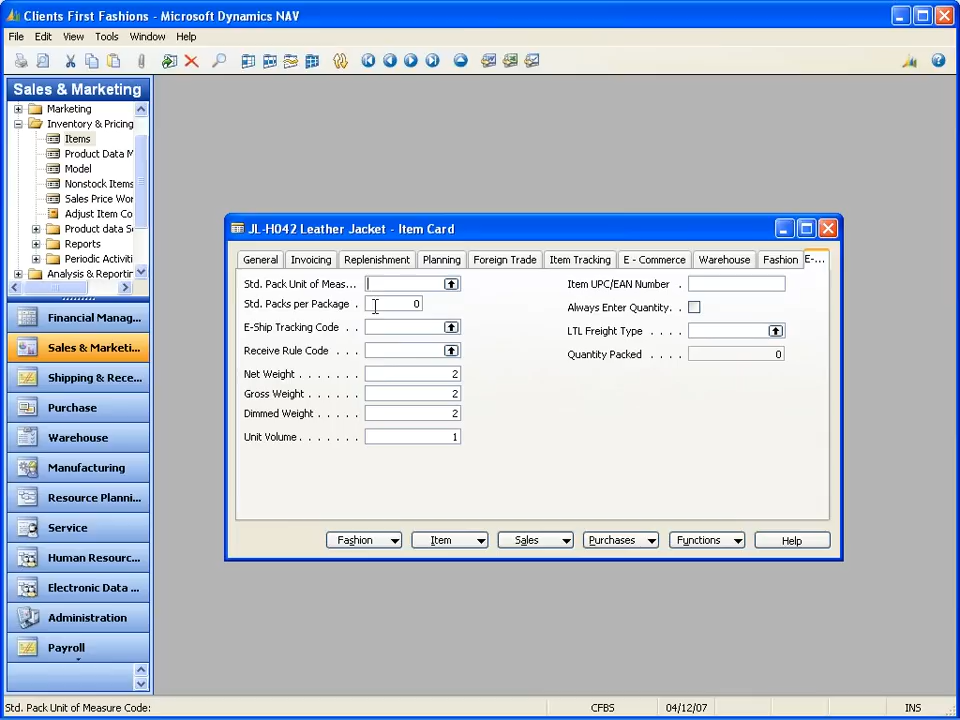 Clients First Fashions - Microsoft Dynamics NAV
File Edit View Tools Window Help
Sales & Marketing
Marketing
Inventory & Pricing
Items
Product Data M
Model
Nonstock Items
Sales Price Wor
Adjust Item Co
Product data S
Reports
Periodic Activiti
Analysis & Reportin
Financial Manag...
Sales & Marketi...
Shipping & Rece...
Purchase
Warehouse
Manufacturing
Resource Planni...
Service
Human Resourc...
Electronic Data ...
Administration
Payroll
JL-H042 Leather Jacket - Item Card
General Invoicing Replenishment Planning Foreign Trade Item Tracking E - Commerce Warehouse Fashion E-...
Std. Pack Unit of Meas...
Std. Packs per Package . 0
E-Ship Tracking Code . .
Receive Rule Code . . .
Net Weight . . . . . . . 2
Gross Weight . . . . . . 2
Dimmed Weight . . . . . 2
Unit Volume . . . . . . . 1
Item UPC/EAN Number .
Always Enter Quantity. .
LTL Freight Type . . . .
Quantity Packed . . . . 0
Fashion Item Sales Purchases Functions Help
Std. Pack Unit of Measure Code: CFBS 04/12/07 INS